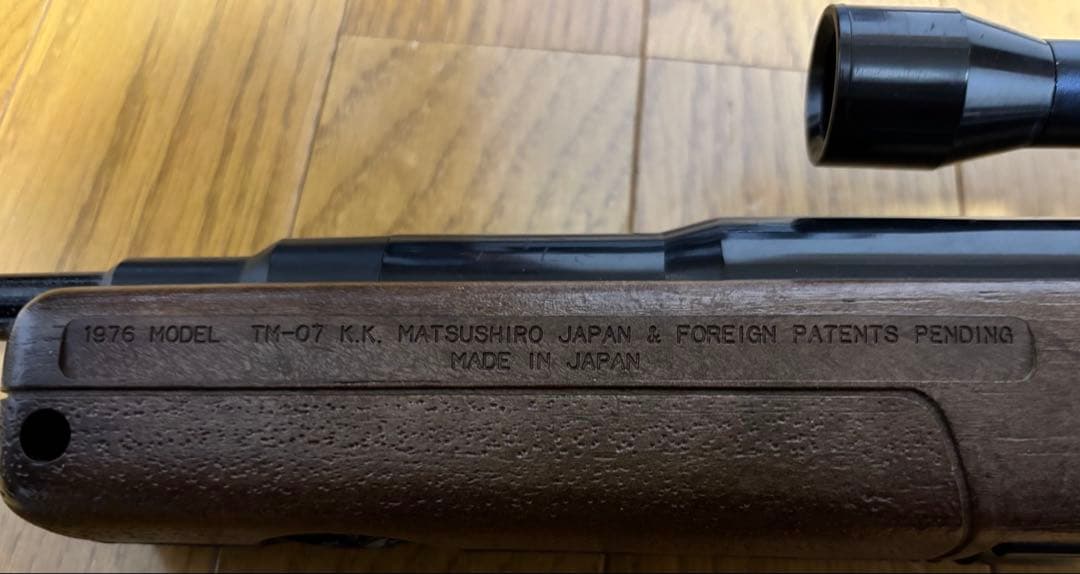 1976 MODEL TM-07 K.K. MATSUSHIRO JAPAN & FOREIGN PATENTS PENDING
MADE IN JAPAN